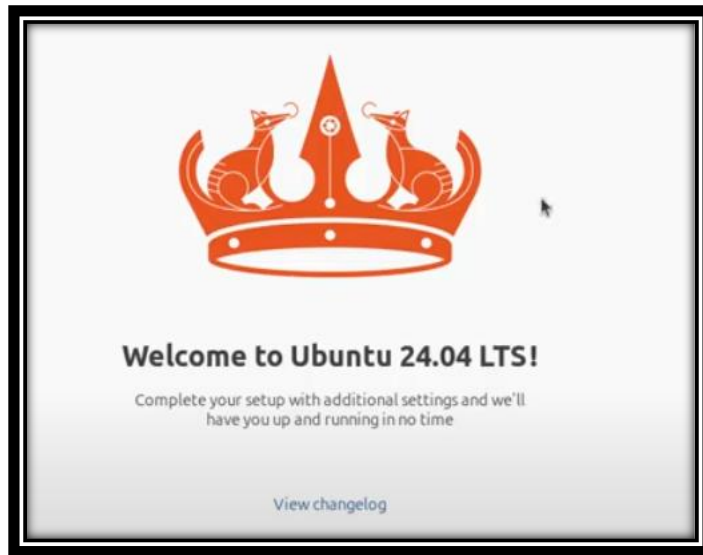 Welcome to Ubuntu 24.04 LTS!
Complete your setup with additional settings and we'll
have you up and running in no time
View changelog